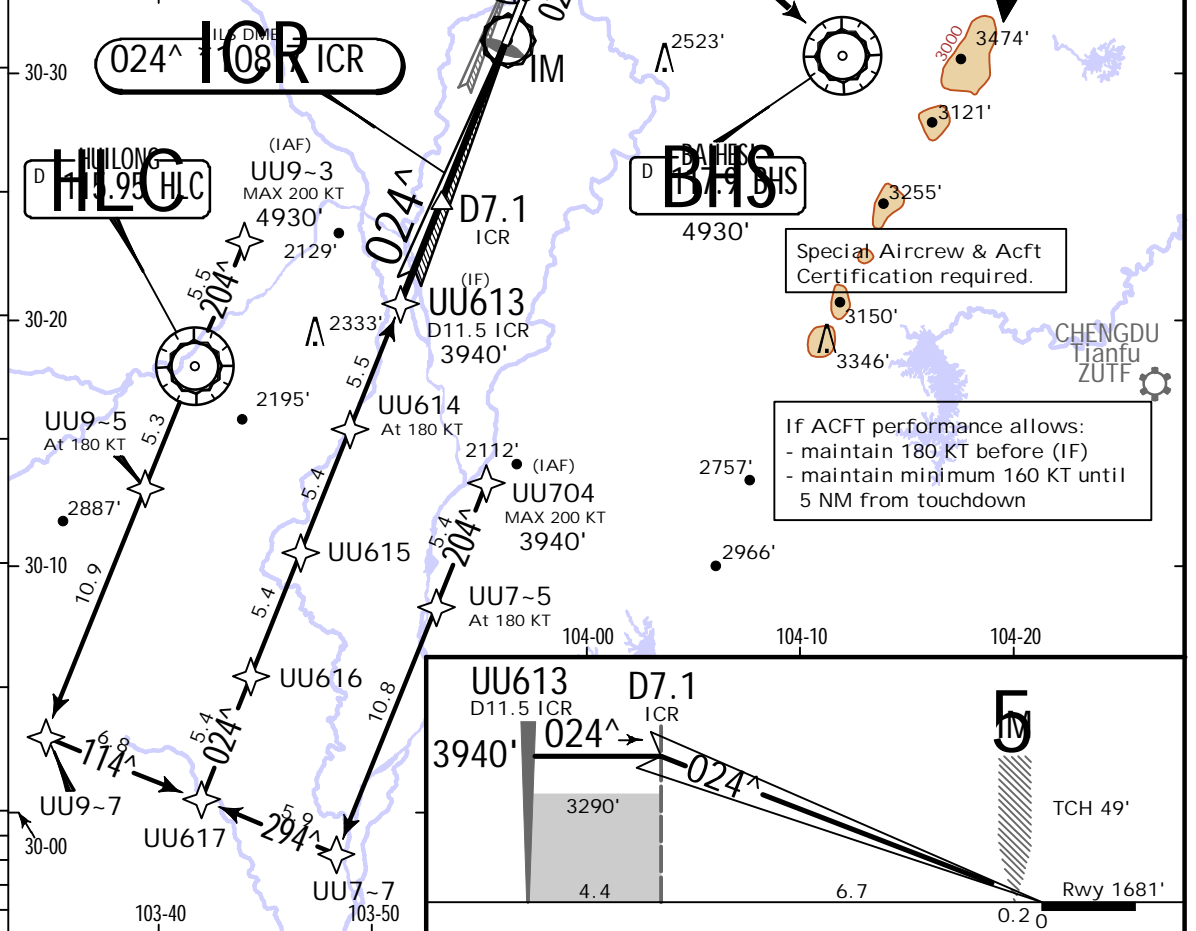 ILS DME
ICR
024^ *108.7 ICR
IM
024^
2523'
3000
3474'
3121'
30-30
HUILONG
HLC
D 115.95 HLC
(IAF)
UU9~3
MAX 200 KT
4930'
2129'
5.5
204^
024^
D7.1
ICR
BAIHESI
BHS
D 117.9 BHS
4930'
3255'
Special Aircrew & Acft
Certification required.
(IF)
UU613
D11.5 ICR
3940'
30-20
2333'
3150'
3346'
CHENGDU
Tianfu
ZUTF
5.5
2195'
UU9~5
At 180 KT
5.3
UU614
At 180 KT
If ACFT performance allows:
- maintain 180 KT before (IF)
- maintain minimum 160 KT until
5 NM from touchdown
2112'
(IAF)
UU704
MAX 200 KT
3940'
2757'
2887'
5.4
5.4
204^
30-10
UU615
2966'
10.9
5.4
UU7~5
At 180 KT
104-00
104-10
104-20
UU616
10.8
5.4
024^
6.8
114^
UU9~7
UU617
5.9
294^
UU7~7
30-00
103-40
103-50
UU613
D11.5 ICR
D7.1
ICR
5
IM
3940'
024^
024^
3290'
TCH 49'
4.4
6.7
Rwy 1681'
0.2
0